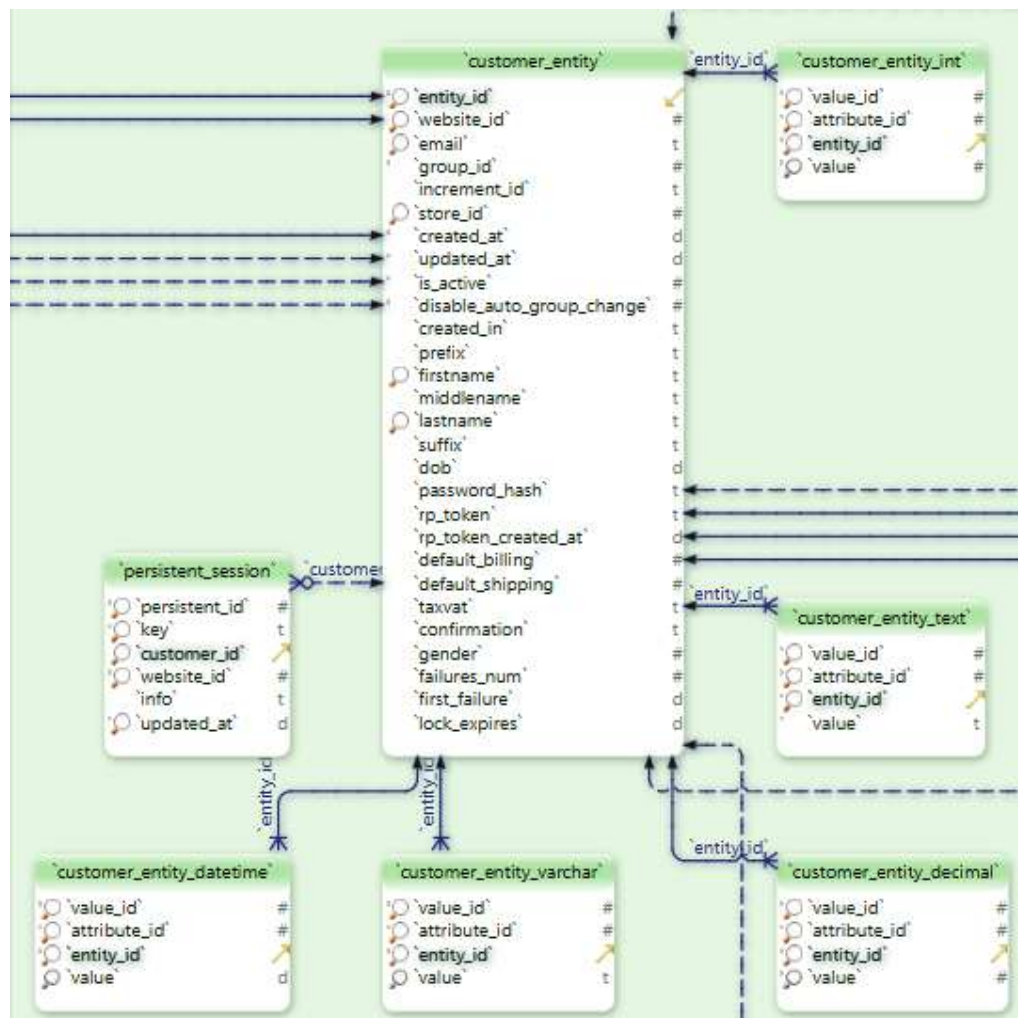 `customer_entity`
`entity_id`
`website_id` #
`email` t
`group_id` #
`increment_id` t
`store_id` #
`created_at` d
`updated_at` d
`is_active` #
`disable_auto_group_change` #
`created_in` t
`prefix` t
`firstname` t
`middlename` t
`lastname` t
`suffix` t
`dob` d
`password_hash` t
`rp_token` t
`rp_token_created_at` d
`default_billing` #
`default_shipping` #
`taxvat` t
`confirmation` t
`gender` #
`failures_num` #
`first_failure` d
`lock_expires` d
`entity_id`
`customer_entity_int`
`value_id` #
`attribute_id` #
`entity_id`
`value` #
`persistent_session`
`customer
`persistent_id` #
`key` t
`customer_id`
`website_id` #
`info` t
`updated_at` d
`entity_id`
`customer_entity_text`
`value_id` #
`attribute_id` #
`entity_id`
`value` t
`entity_id`
`customer_entity_datetime`
`value_id` #
`attribute_id` #
`entity_id`
`value` d
`entity_id`
`customer_entity_varchar`
`value_id` #
`attribute_id` #
`entity_id`
`value` t
`entity_id`
`customer_entity_decimal`
`value_id` #
`attribute_id` #
`entity_id`
`value` #